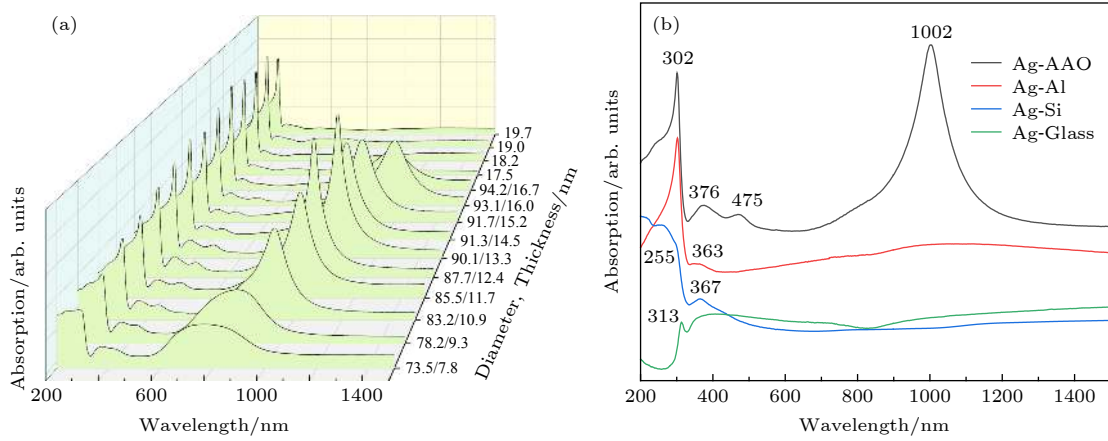 (a)
Absorption/arb. units
19.7
19.0
18.2
17.5
94.2/16.7
93.1/16.0
91.7/15.2
91.3/14.5
90.1/13.3
87.7/12.4
85.5/11.7
83.2/10.9
78.2/9.3
73.5/7.8
Diameter, Thickness/nm
200 600 1000 1400
Wavelength/nm
(b)
Absorption/arb. units
1002
302
376
475
255
363
367
313
Ag-AAO
Ag-Al
Ag-Si
Ag-Glass
200 400 600 800 1000 1200 1400
Wavelength/nm